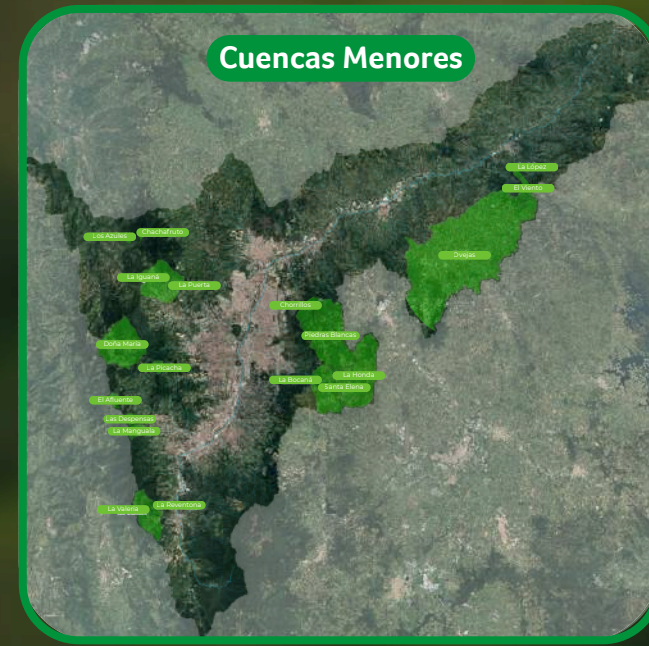 Cuencas Menores
La López
El Viento
Chachafruto
Los Azules
Ovejas
La Iguaná
La Puerta
Chorrillos
Piedras Blancas
Doña María
La Picacha
La Honda
La Bocaná
Santa Elena
El Afluente
Las Despensas
La Manguala
La Reventona
La Valeria